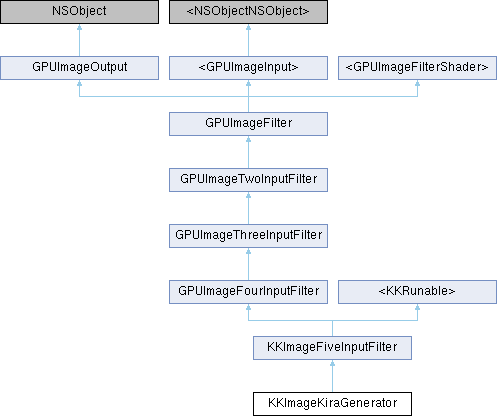 NSObject
<NSObjectNSObject>
GPUImageOutput
<GPUImageInput>
<GPUImageFilterShader>
GPUImageFilter
GPUImageTwoInputFilter
GPUImageThreeInputFilter
GPUImageFourInputFilter
<KKRunable>
KKImageFiveInputFilter
KKImageKiraGenerator